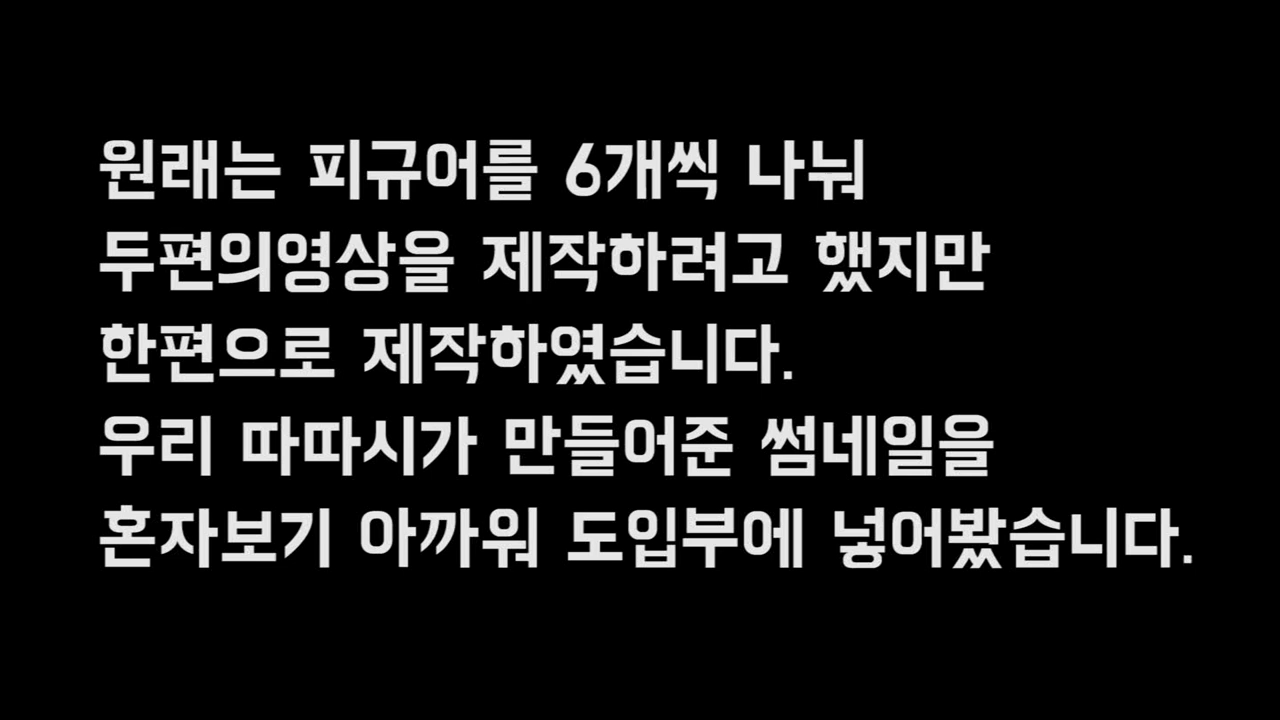 원래는 피규어를 6개씩 나눠
두편의영상을 제작하려고 했지만
한편으로 제작하였습니다.
우리 따따시가 만들어준 썸네일을
혼자보기 아까워 도입부에 넣어봤습니다.